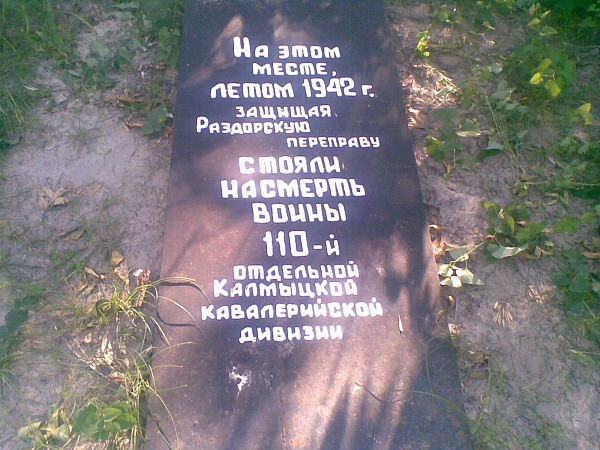 На этом
месте,
летом 1942 г.
защищая
Раздорскую
переправу
стояли
насмерть
воины
110-й
отдельной
Калмыцкой
кавалерийской
дивизии